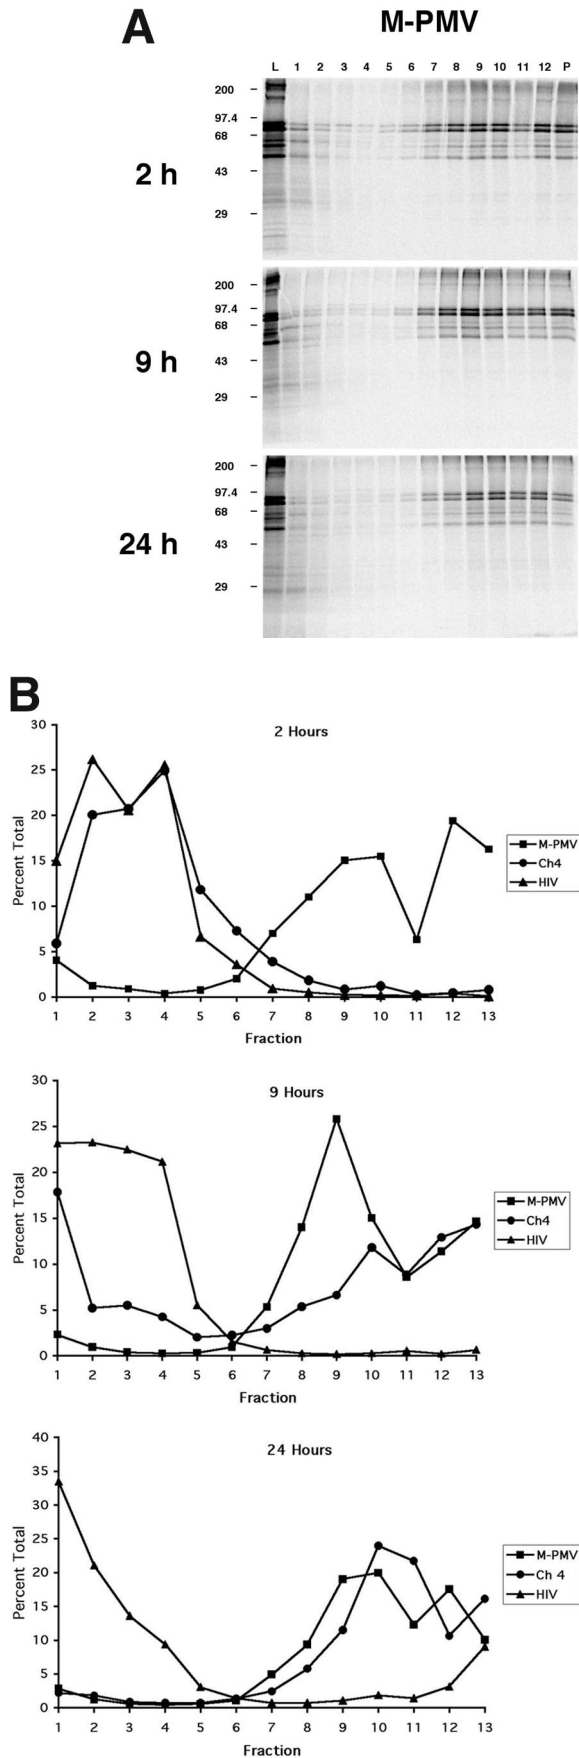 A
M-PMV
L 1 2 3 4 5 6 7 8 9 10 11 12 P
2 h
200
97.4
68
43
29
9 h
200
97.4
68
43
29
24 h
200
97.4
68
43
29
B
2 Hours
30
25
20
15
10
5
0
Percent Total
M-PMV
Ch4
HIV
1 2 3 4 5 6 7 8 9 10 11 12 13
Fraction
9 Hours
30
25
20
15
10
5
0
Percent Total
M-PMV
Ch4
HIV
1 2 3 4 5 6 7 8 9 10 11 12 13
Fraction
24 Hours
40
35
30
25
20
15
10
5
0
Percent Total
M-PMV
Ch 4
HIV
1 2 3 4 5 6 7 8 9 10 11 12 13
Fraction